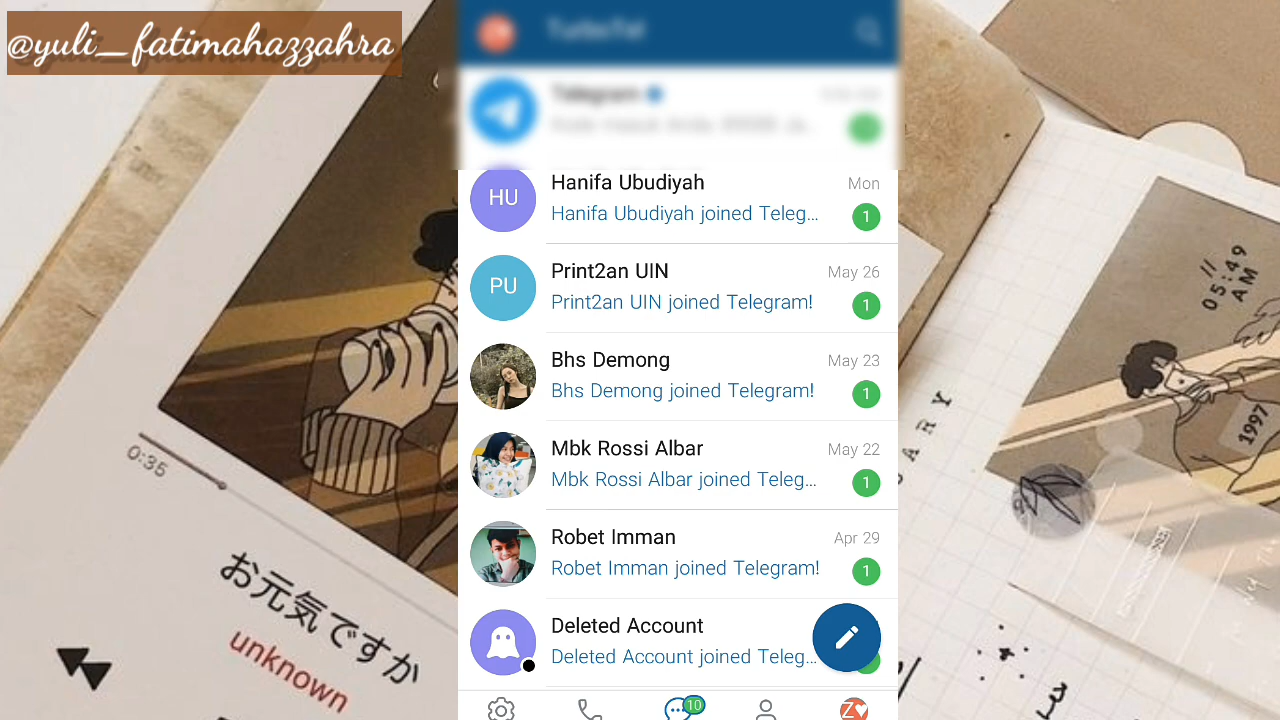 @yuli_fatimahazzahra
TurboTel
Telegram
Hanifa Ubudiyah
Mon
HU
Hanifa Ubudiyah joined Teleg...
1
Print2an UIN
May 26
PU
Print2an UIN joined Telegram!
1
Bhs Demong
May 23
Bhs Demong joined Telegram!
1
Mbk Rossi Albar
May 22
Mbk Rossi Albar joined Teleg...
1
Robet Imman
Apr 29
Robet Imman joined Telegram!
1
Deleted Account
Deleted Account joined Teleg...
10
Z
0:35
お元気ですか
unknown
05:49
AM
1997